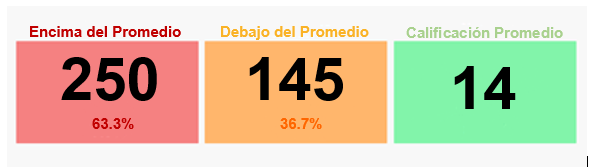 Encima del Promedio
250
63.3%
Debajo del Promedio
145
36.7%
Calificación Promedio
14